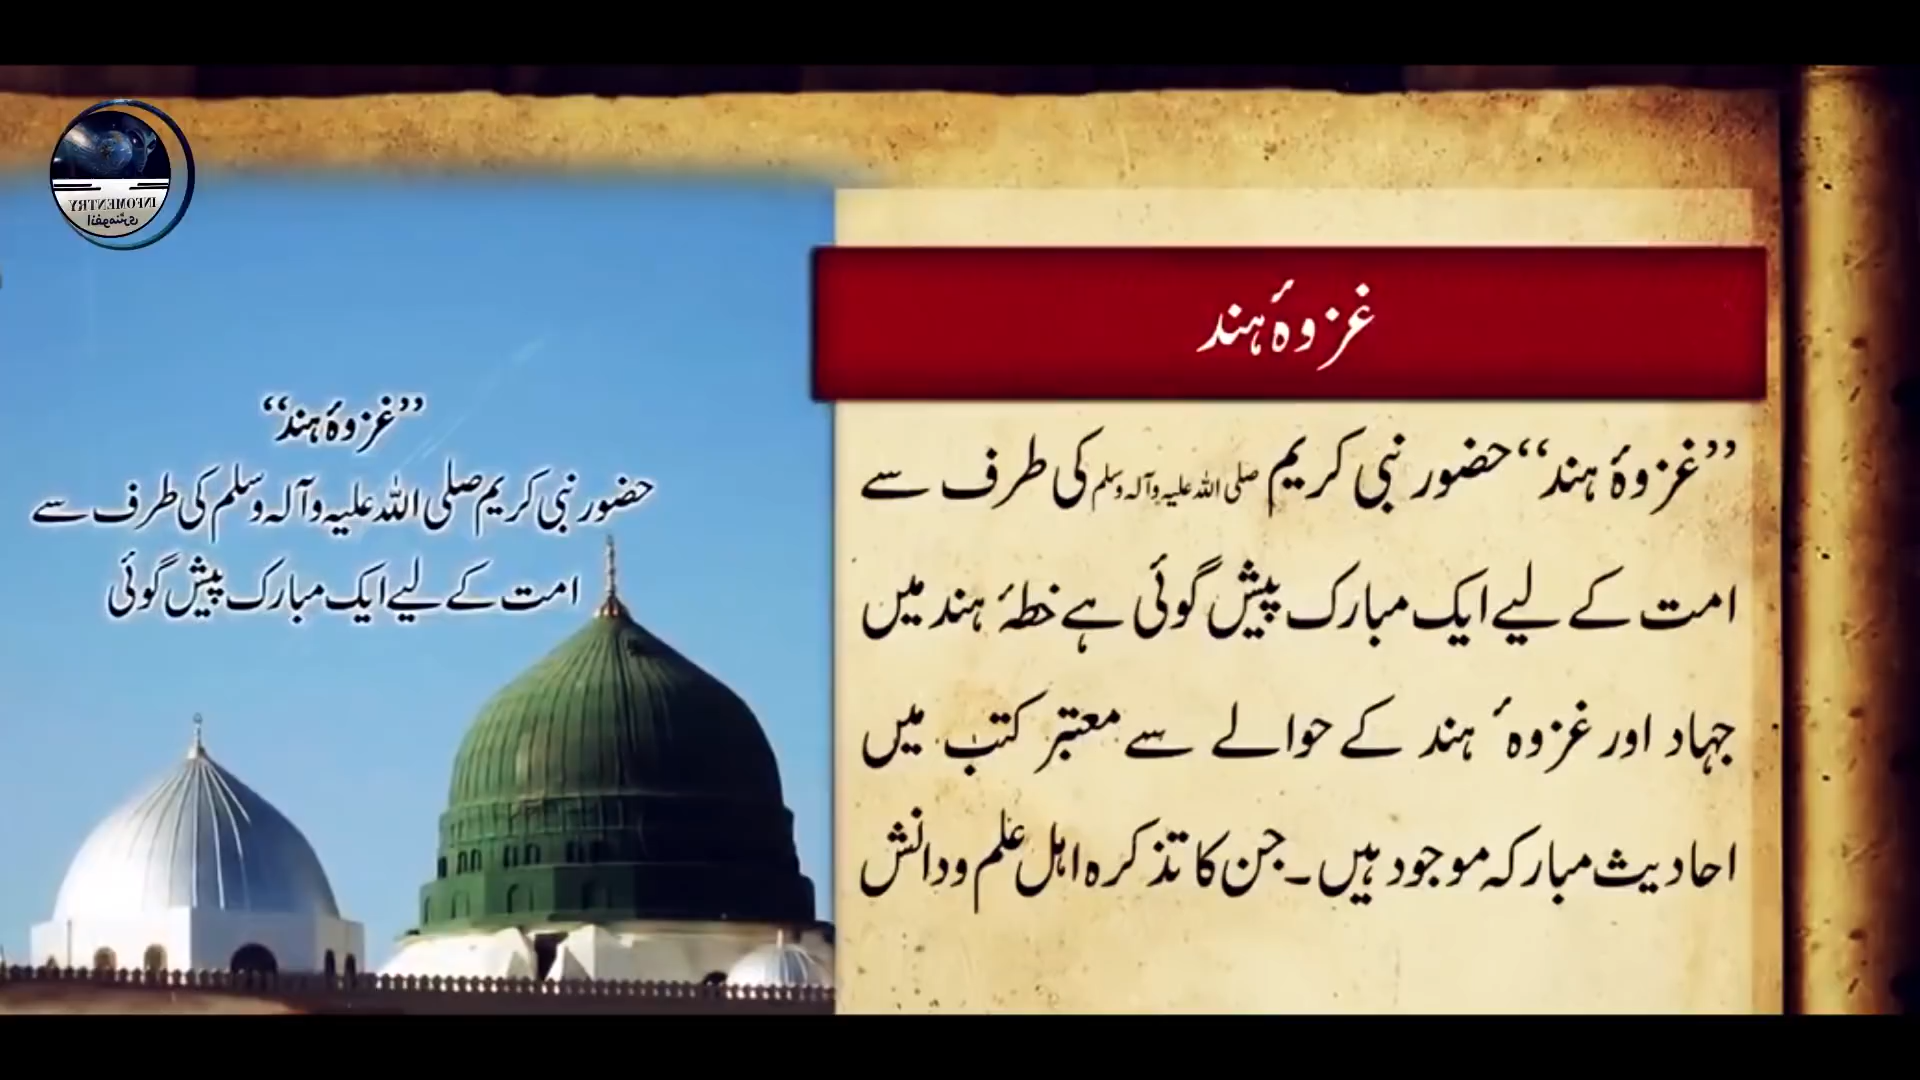 INFOMENTRY
انفومنٹری
غزوۂ ہند
”غزوۂ ہند“
حضور نبی کریم صلی اللہ علیہ وآلہ وسلم کی طرف سے
امت کے لیے ایک مبارک پیش گوئی
”غزوۂ ہند“ حضور نبی کریم صلی اللہ علیہ وآلہ وسلم کی طرف سے
امت کے لیے ایک مبارک پیش گوئی ہے خطۂ ہند میں
جہاد اور غزوۂ ہند کے حوالے سے معتبر کتب میں
احادیث مبارکہ موجود ہیں۔ جن کا تذکرہ اہل علم و دانش